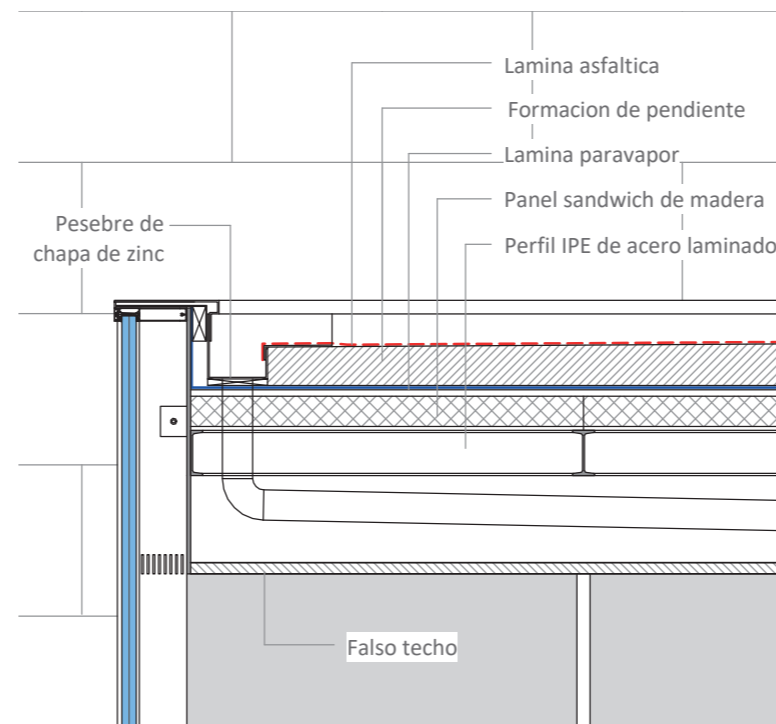 Lamina asfaltica
Formacion de pendiente
Lamina paravapor
Panel sandwich de madera
Perfil IPE de acero laminado
Pesebre de
chapa de zinc
Falso techo